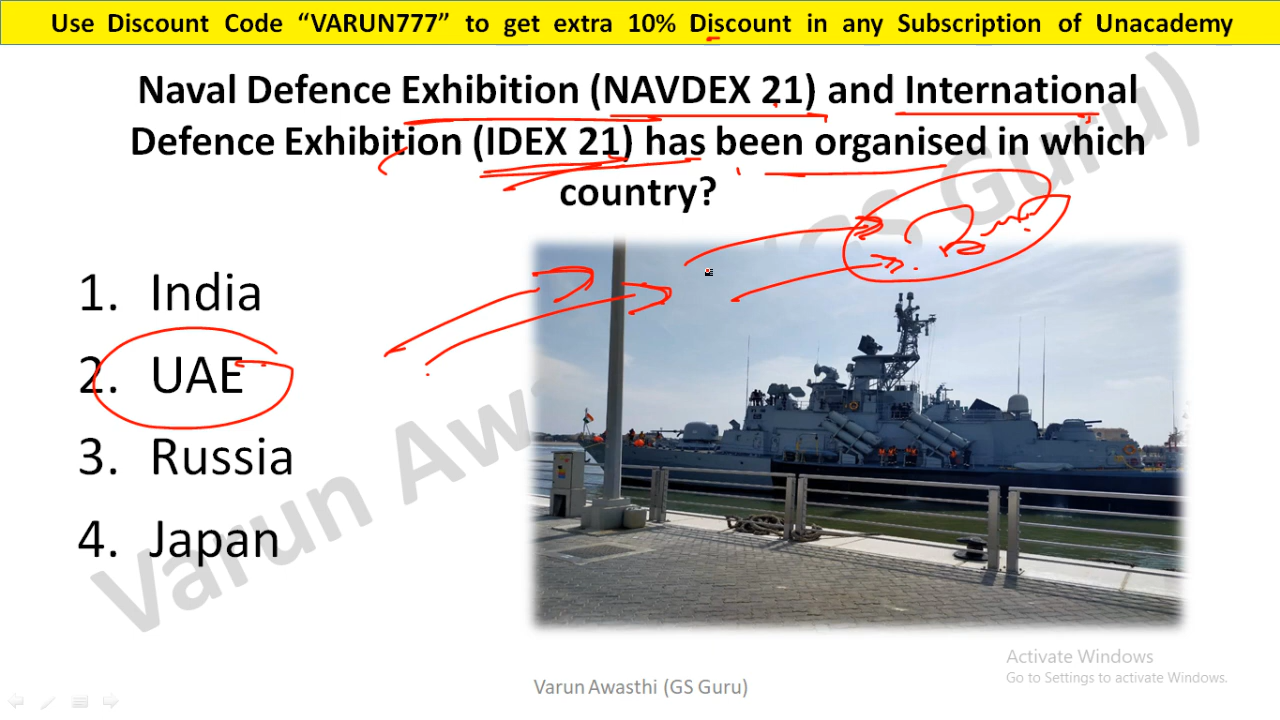 Use Discount Code “VARUN777” to get extra 10% Discount in any Subscription of Unacademy
Naval Defence Exhibition (NAVDEX 21) and International
Defence Exhibition (IDEX 21) has been organised in which
country?
1. India
2. UAE
3. Russia
4. Japan
Varun Awasthi (GS Guru)
Activate Windows
Go to Settings to activate Windows.
Varun Awasthi (GS Guru)